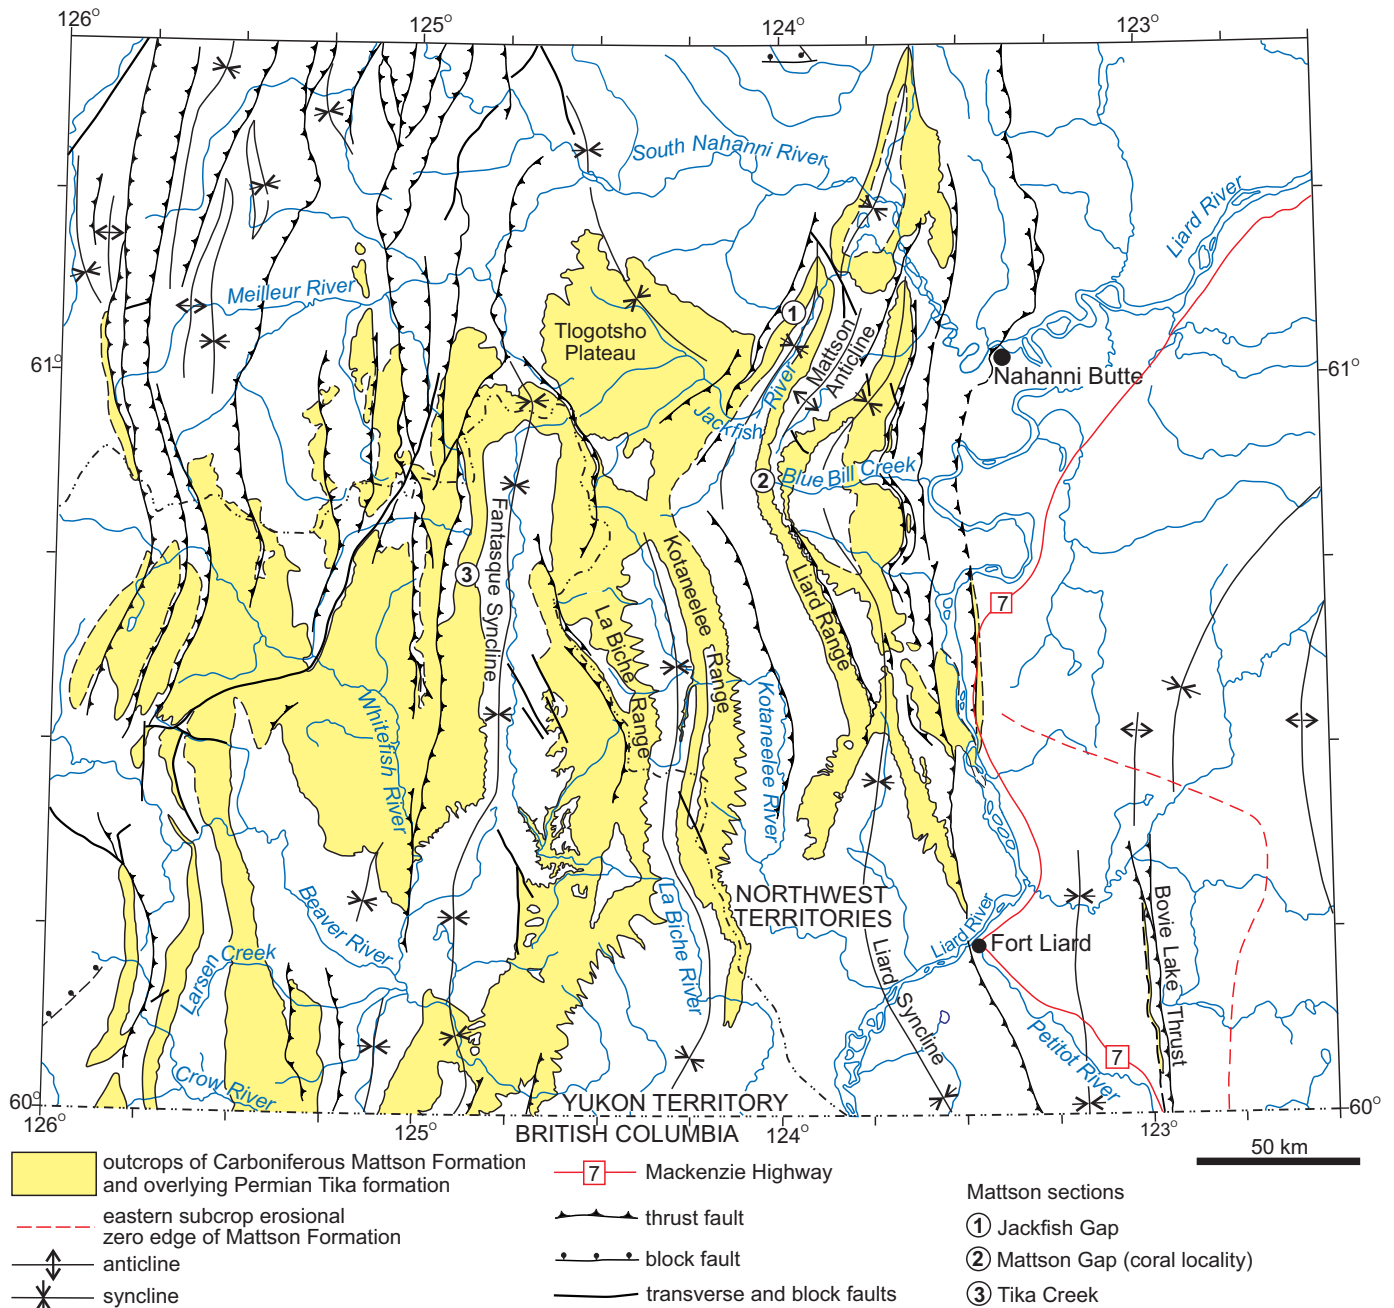 126°
125°
124°
123°
South Nahanni River
Liard River
Meilleur River
Tlogotsho
Plateau
1
Mattson
Anticline
61°
61°
Nahanni Butte
Jackfish
River
2
Blue Bill Creek
Fantasque Syncline
3
Kotaneelee Range
La Biche Range
Liard Range
7
Whitefish River
Kotaneelee River
NORTHWEST
TERRITORIES
Beaver River
La Biche River
Liard River
Fort Liard
Bovie Lake Thrust
Larsen Creek
Liard Syncline
Petitot River
7
Crow River
60°
60°
YUKON TERRITORY
BRITISH COLUMBIA
126°
125°
124°
123°
50 km
outcrops of Carboniferous Mattson Formation
and overlying Permian Tika formation
eastern subcrop erosional
zero edge of Mattson Formation
anticline
syncline
7 Mackenzie Highway
thrust fault
block fault
transverse and block faults
Mattson sections
1 Jackfish Gap
2 Mattson Gap (coral locality)
3 Tika Creek